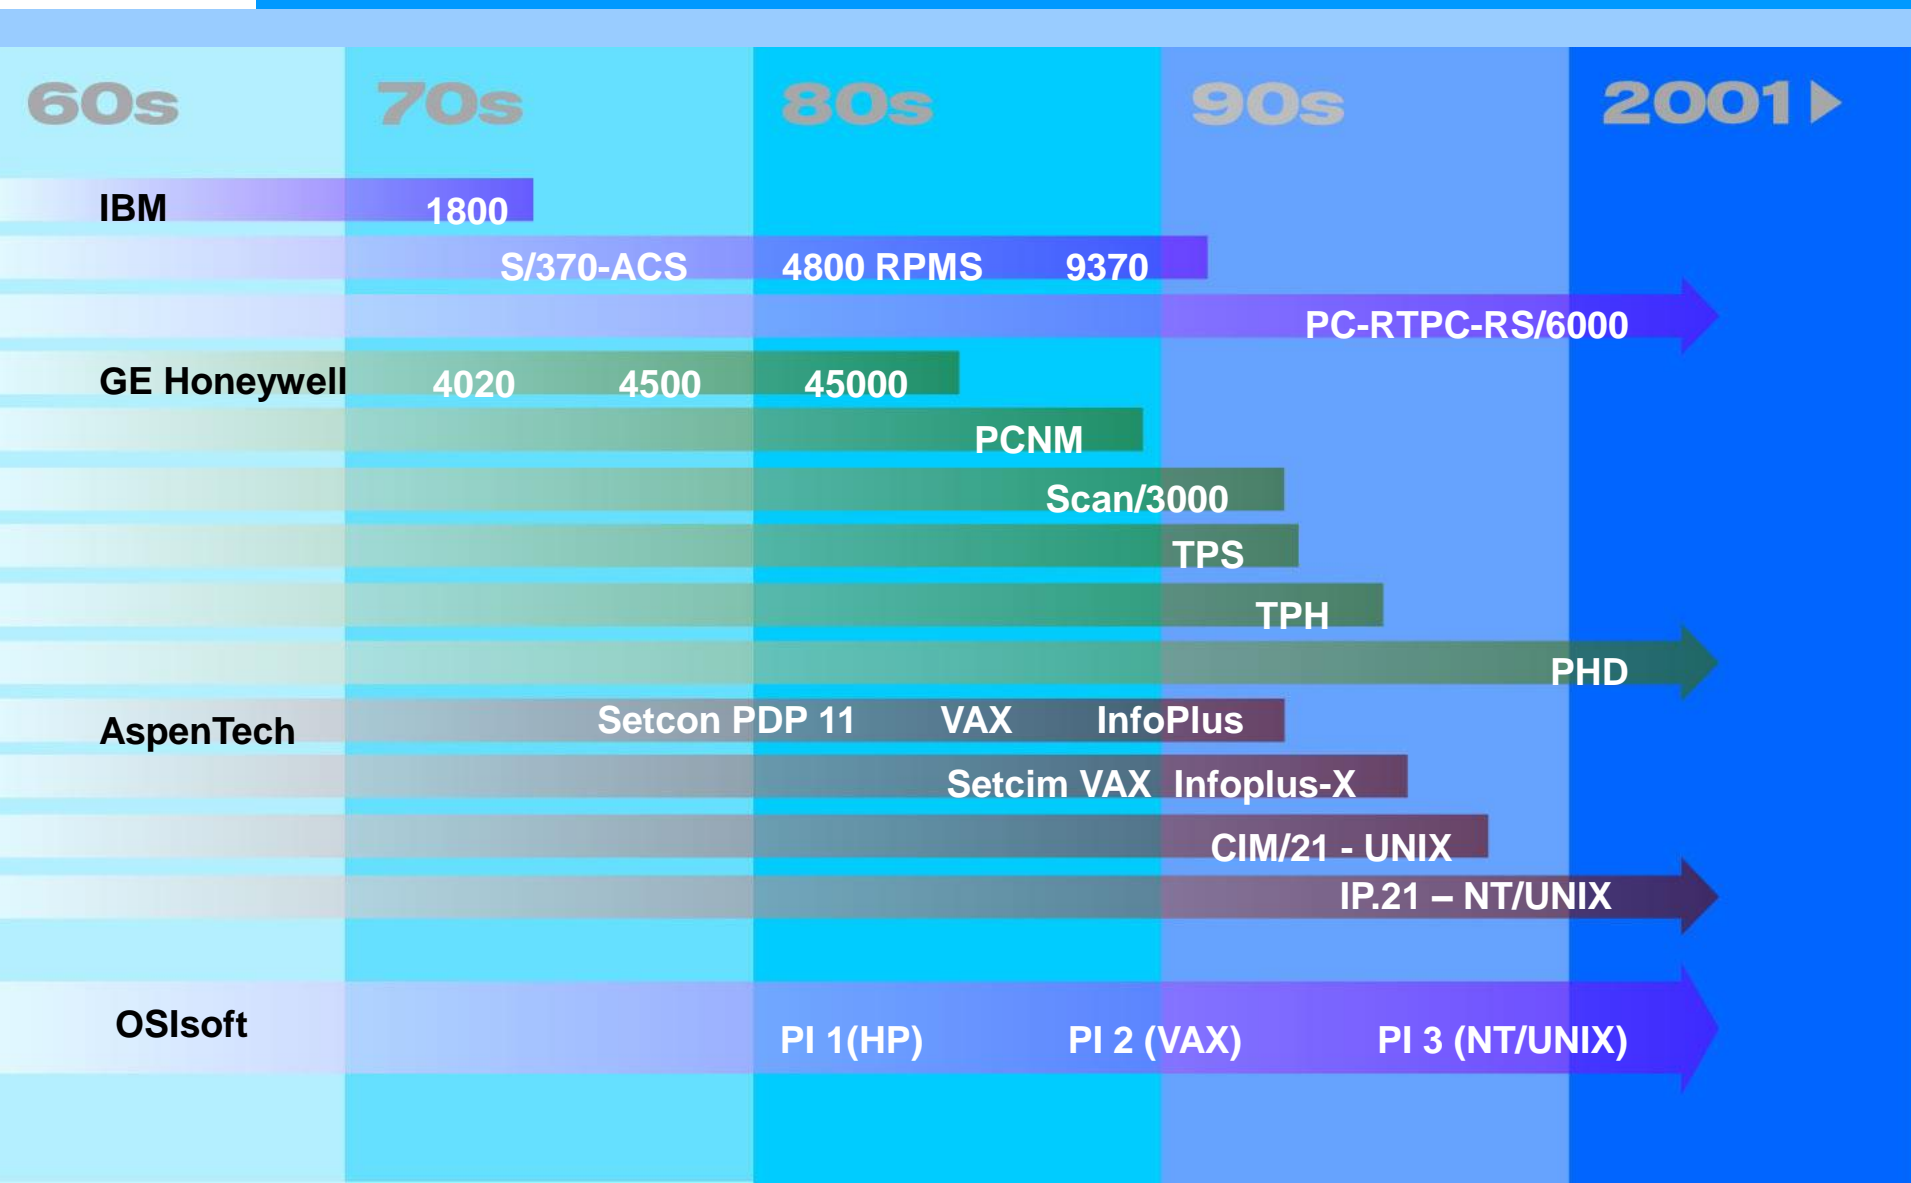 60s 70s 80s 90s 2001
IBM 1800
S/370-ACS 4800 RPMS 9370
PC-RTPC-RS/6000
GE Honeywell 4020 4500 45000
PCNM
Scan/3000
TPS
TPH
PHD
AspenTech Setcon PDP 11 VAX InfoPlus
Setcim VAX Infoplus-X
CIM/21 - UNIX
IP.21 – NT/UNIX
OSIsoft PI 1(HP) PI 2 (VAX) PI 3 (NT/UNIX)